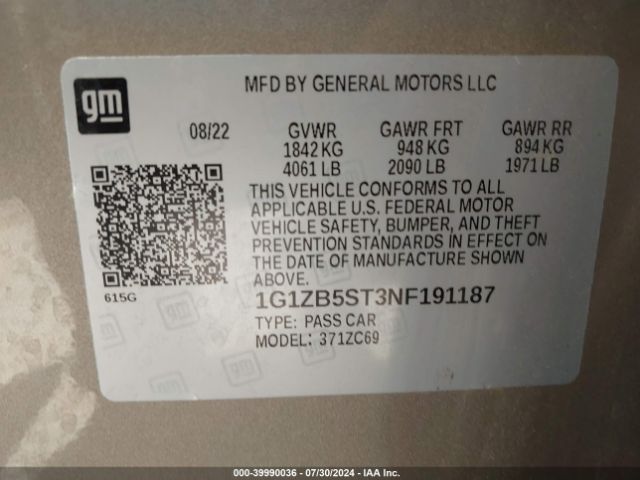 gm
MFD BY GENERAL MOTORS LLC
08/22 GVWR GAWR FRT GAWR RR
1842 KG 948 KG 894 KG
4061 LB 2090 LB 1971 LB
THIS VEHICLE CONFORMS TO ALL
APPLICABLE U.S. FEDERAL MOTOR
VEHICLE SAFETY, BUMPER, AND THEFT
PREVENTION STANDARDS IN EFFECT ON
THE DATE OF MANUFACTURE SHOWN
ABOVE.
615G
1G1ZB5ST3NF191187
TYPE: PASS CAR
MODEL: 371ZC69
000-39990036 - 07/30/2024 - IAA Inc.